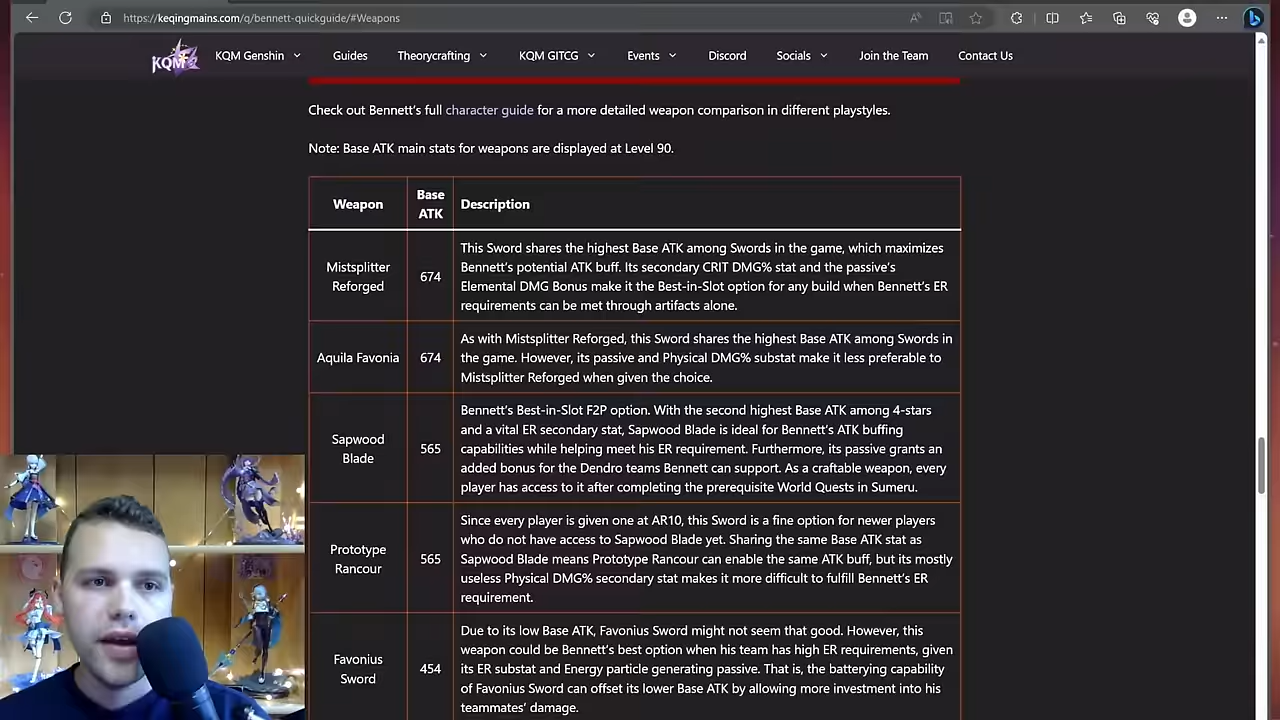 https://keqingmains.com/q/bennett-quickguide/#Weapons
KQM
KQM Genshin
Guides
Theorycrafting
KQM GITCG
Events
Discord
Socials
Join the Team
Contact Us
Check out Bennett's full character guide for a more detailed weapon comparison in different playstyles.
Note: Base ATK main stats for weapons are displayed at Level 90.
Weapon
Base
ATK
Description
Mistsplitter
Reforged
674
This Sword shares the highest Base ATK among Swords in the game, which maximizes
Bennett's potential ATK buff. Its secondary CRIT DMG% stat and the passive's
Elemental DMG Bonus make it the Best-in-Slot option for any build when Bennett's ER
requirements can be met through artifacts alone.
Aquila Favonia
674
As with Mistsplitter Reforged, this Sword shares the highest Base ATK among Swords in
the game. However, its passive and Physical DMG% substat make it less preferable to
Mistsplitter Reforged when given the choice.
Sapwood
Blade
565
Bennett's Best-in-Slot F2P option. With the second highest Base ATK among 4-stars
and a vital ER secondary stat, Sapwood Blade is ideal for Bennett's ATK buffing
capabilities while helping meet his ER requirement. Furthermore, its passive grants an
added bonus for the Dendro teams Bennett can support. As a craftable weapon, every
player has access to it after completing the prerequisite World Quests in Sumeru.
Prototype
Rancour
565
Since every player is given one at AR10, this Sword is a fine option for newer players
who do not have access to Sapwood Blade yet. Sharing the same Base ATK stat as
Sapwood Blade means Prototype Rancour can enable the same ATK buff, but its mostly
useless Physical DMG% secondary stat makes it more difficult to fulfill Bennett's ER
requirement.
Favonius
Sword
454
Due to its low Base ATK, Favonius Sword might not seem that good. However, this
weapon could be Bennett's best option when his team has high ER requirements, given
its ER substat and Energy particle generating passive. That is, the batterying capability
of Favonius Sword can offset its lower Base ATK by allowing more investment into his
teammates' damage.